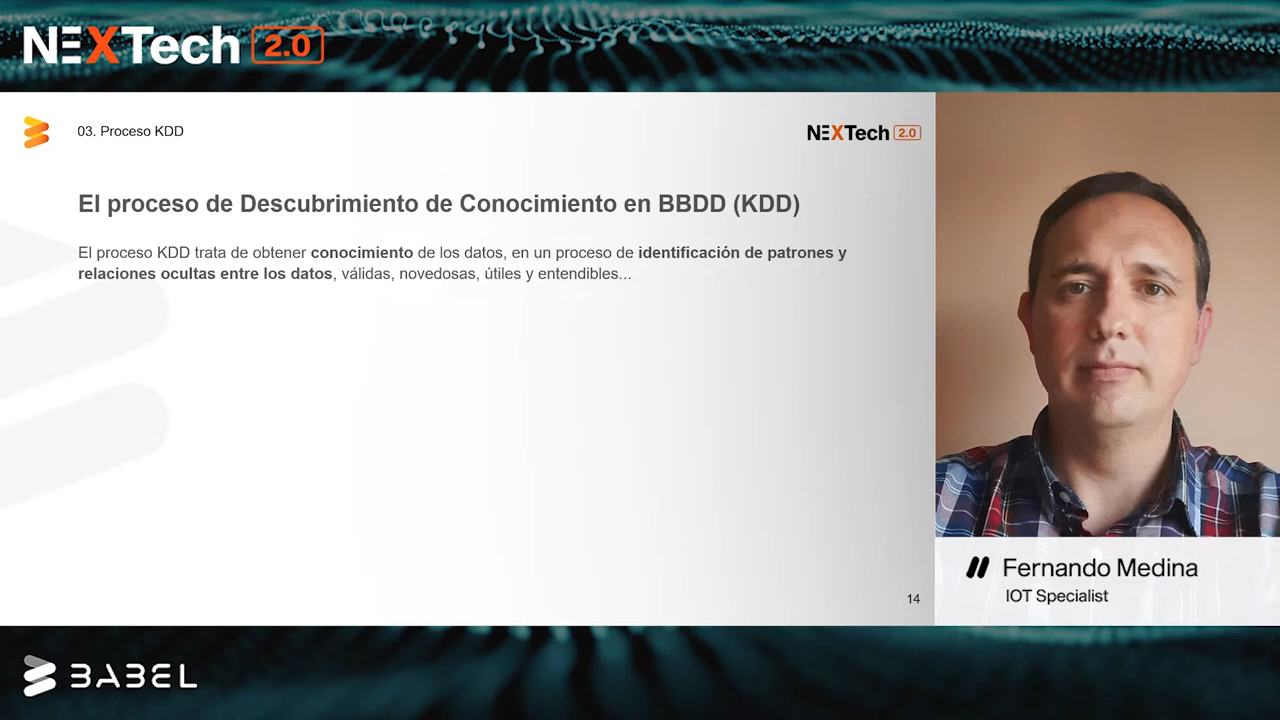 NEXTech 2.0
03. Proceso KDD
NEXTech 2.0
El proceso de Descubrimiento de Conocimiento en BBDD (KDD)
El proceso KDD trata de obtener conocimiento de los datos, en un proceso de identificación de patrones y
relaciones ocultas entre los datos, válidas, novedosas, útiles y entendibles...
14
Fernando Medina
IOT Specialist
BABEL